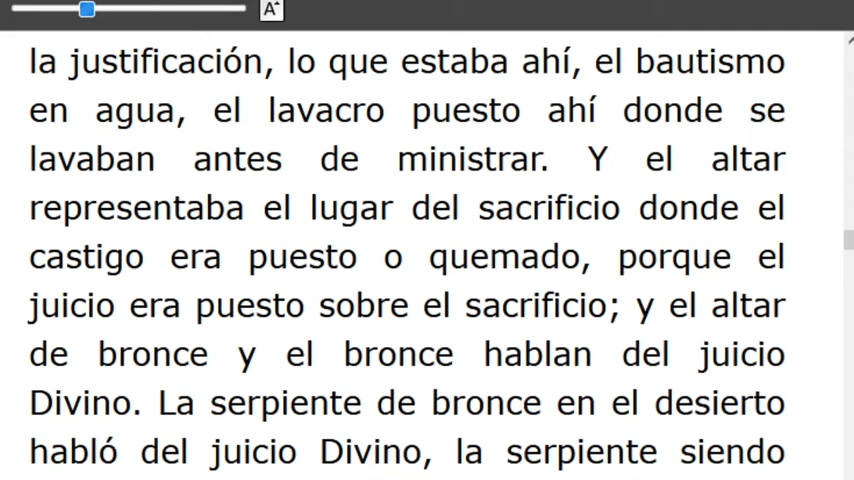 A
la justificación, lo que estaba ahí, el bautismo
en agua, el lavacro puesto ahí donde se
lavaban antes de ministrar. Y el altar
representaba el lugar del sacrificio donde el
castigo era puesto o quemado, porque el
juicio era puesto sobre el sacrificio; y el altar
de bronce y el bronce hablan del juicio
Divino. La serpiente de bronce en el desierto
habló del juicio Divino, la serpiente siendo